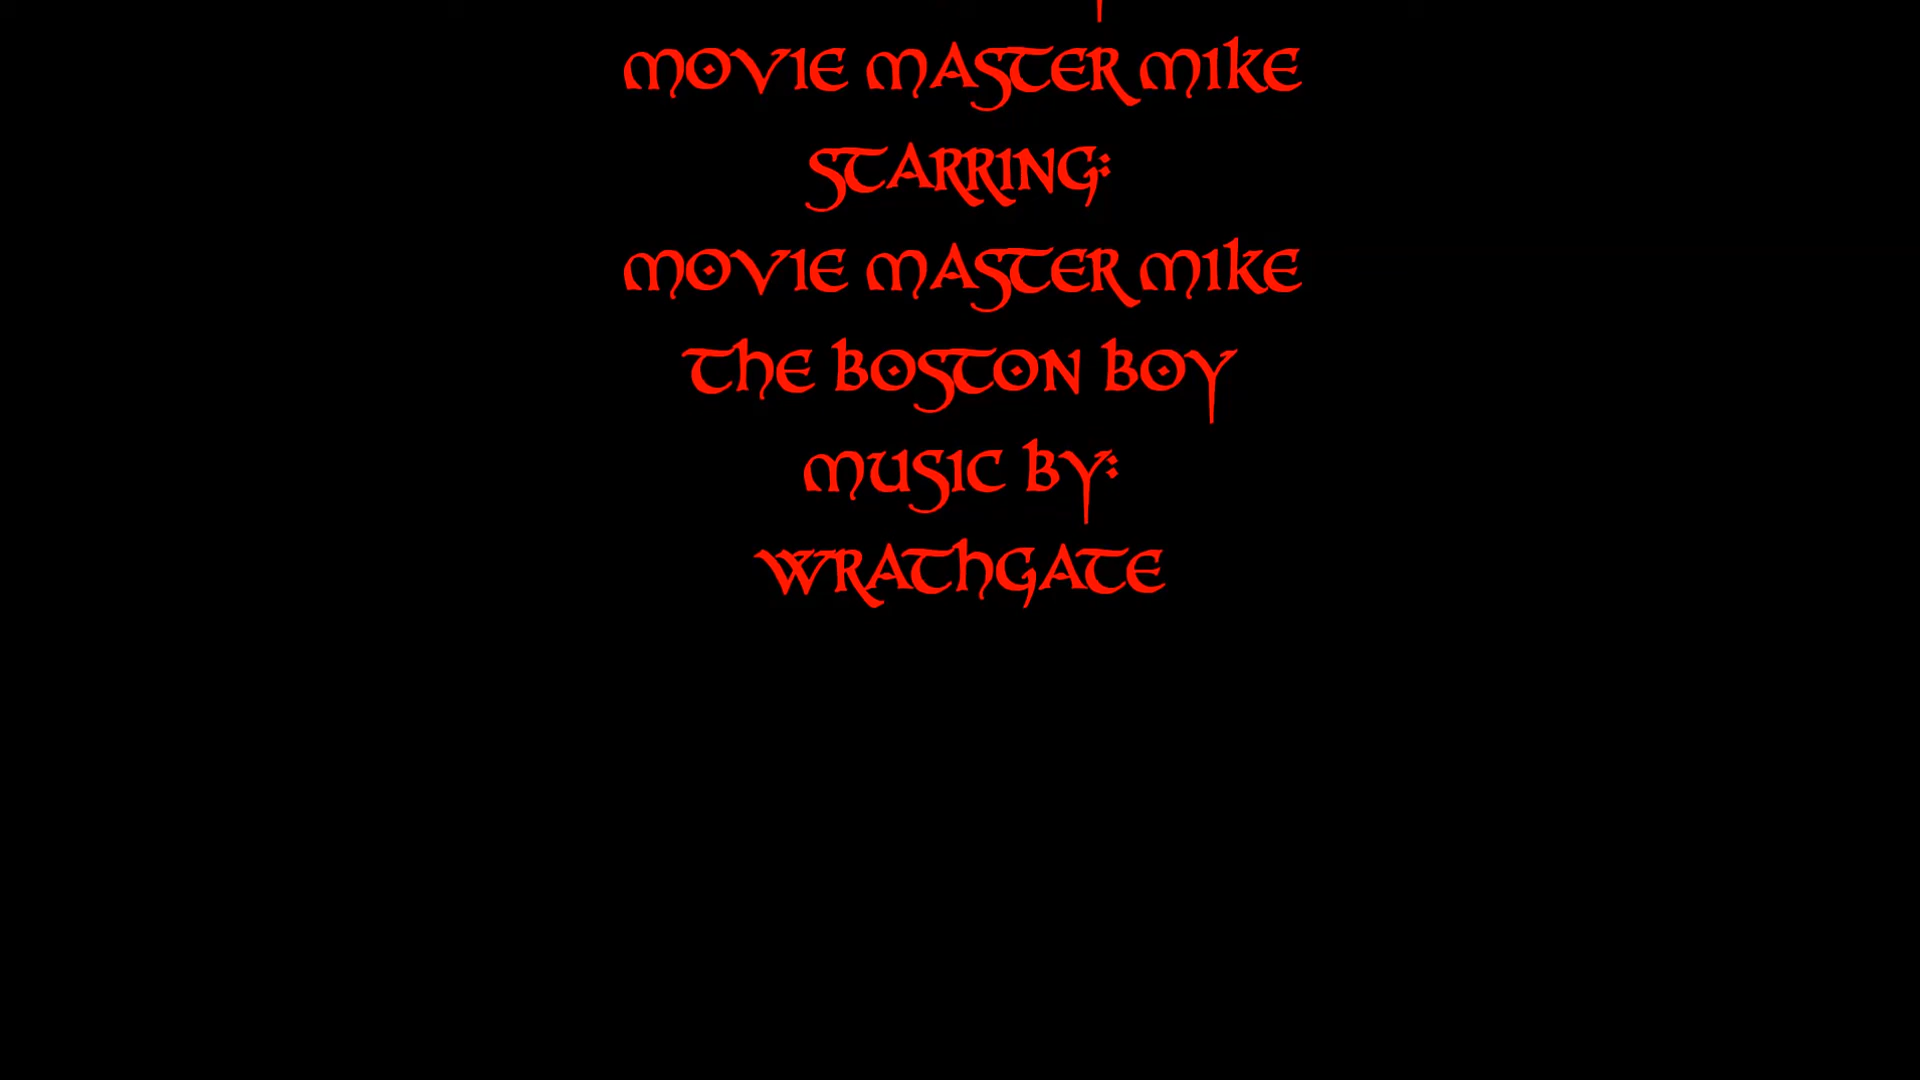 MOVIE MASTER MIKE
STARRING:
MOVIE MASTER MIKE
THE BOSTON BOY
MUSIC BY:
WRATHGATE